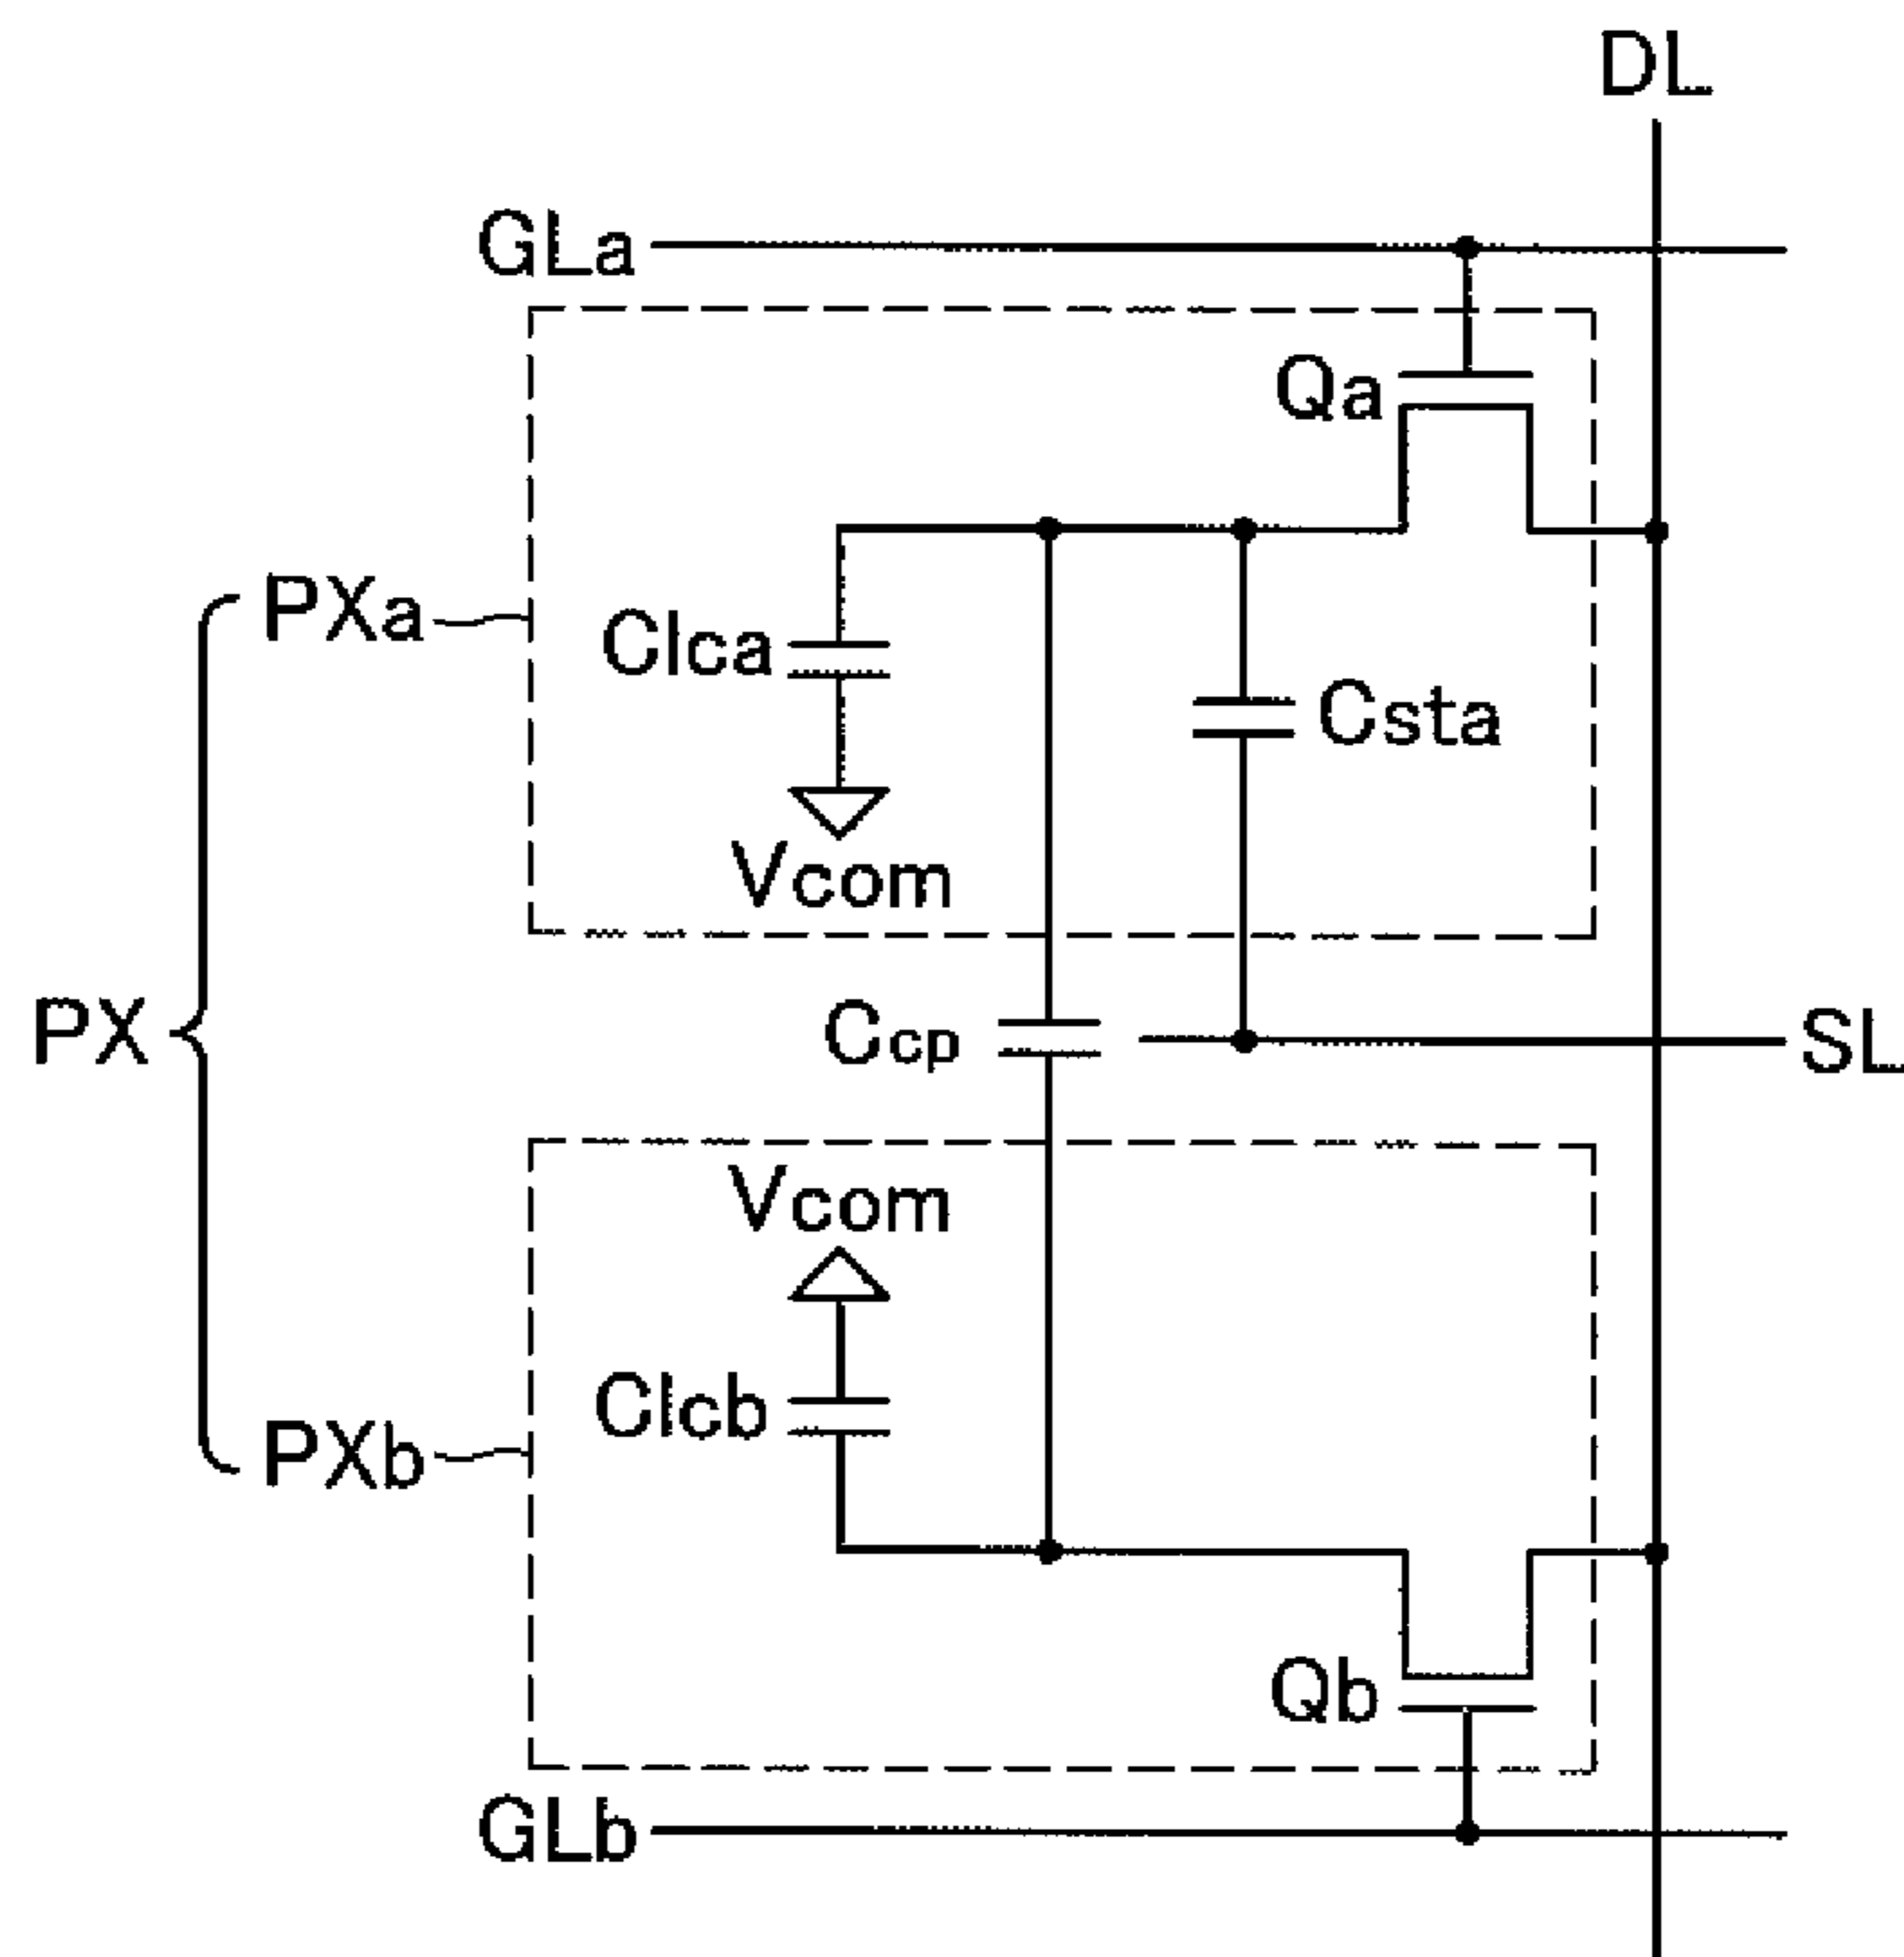 DL
GLa
Qa
PXa
Clca
Csta
Vcom
PX
Ccp
SL
Vcom
Clcb
PXb
Qb
GLb